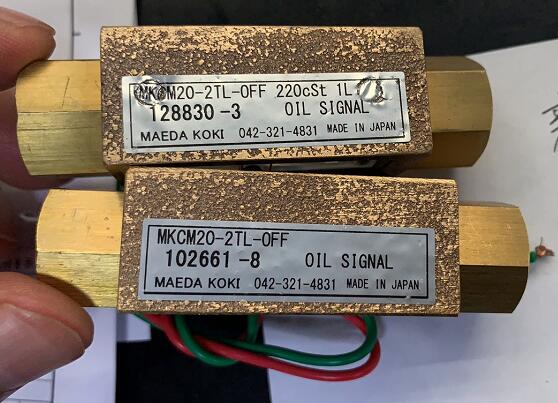 MKCM20-2TL-OFF 220cSt 1L
128830 -3 OIL SIGNAL
MAEDA KOKI 042-321-4831 MADE IN JAPAN
MKCM20-2TL-OFF
102661 -8 OIL SIGNAL
MAEDA KOKI 042-321-4831 MADE IN JAPAN